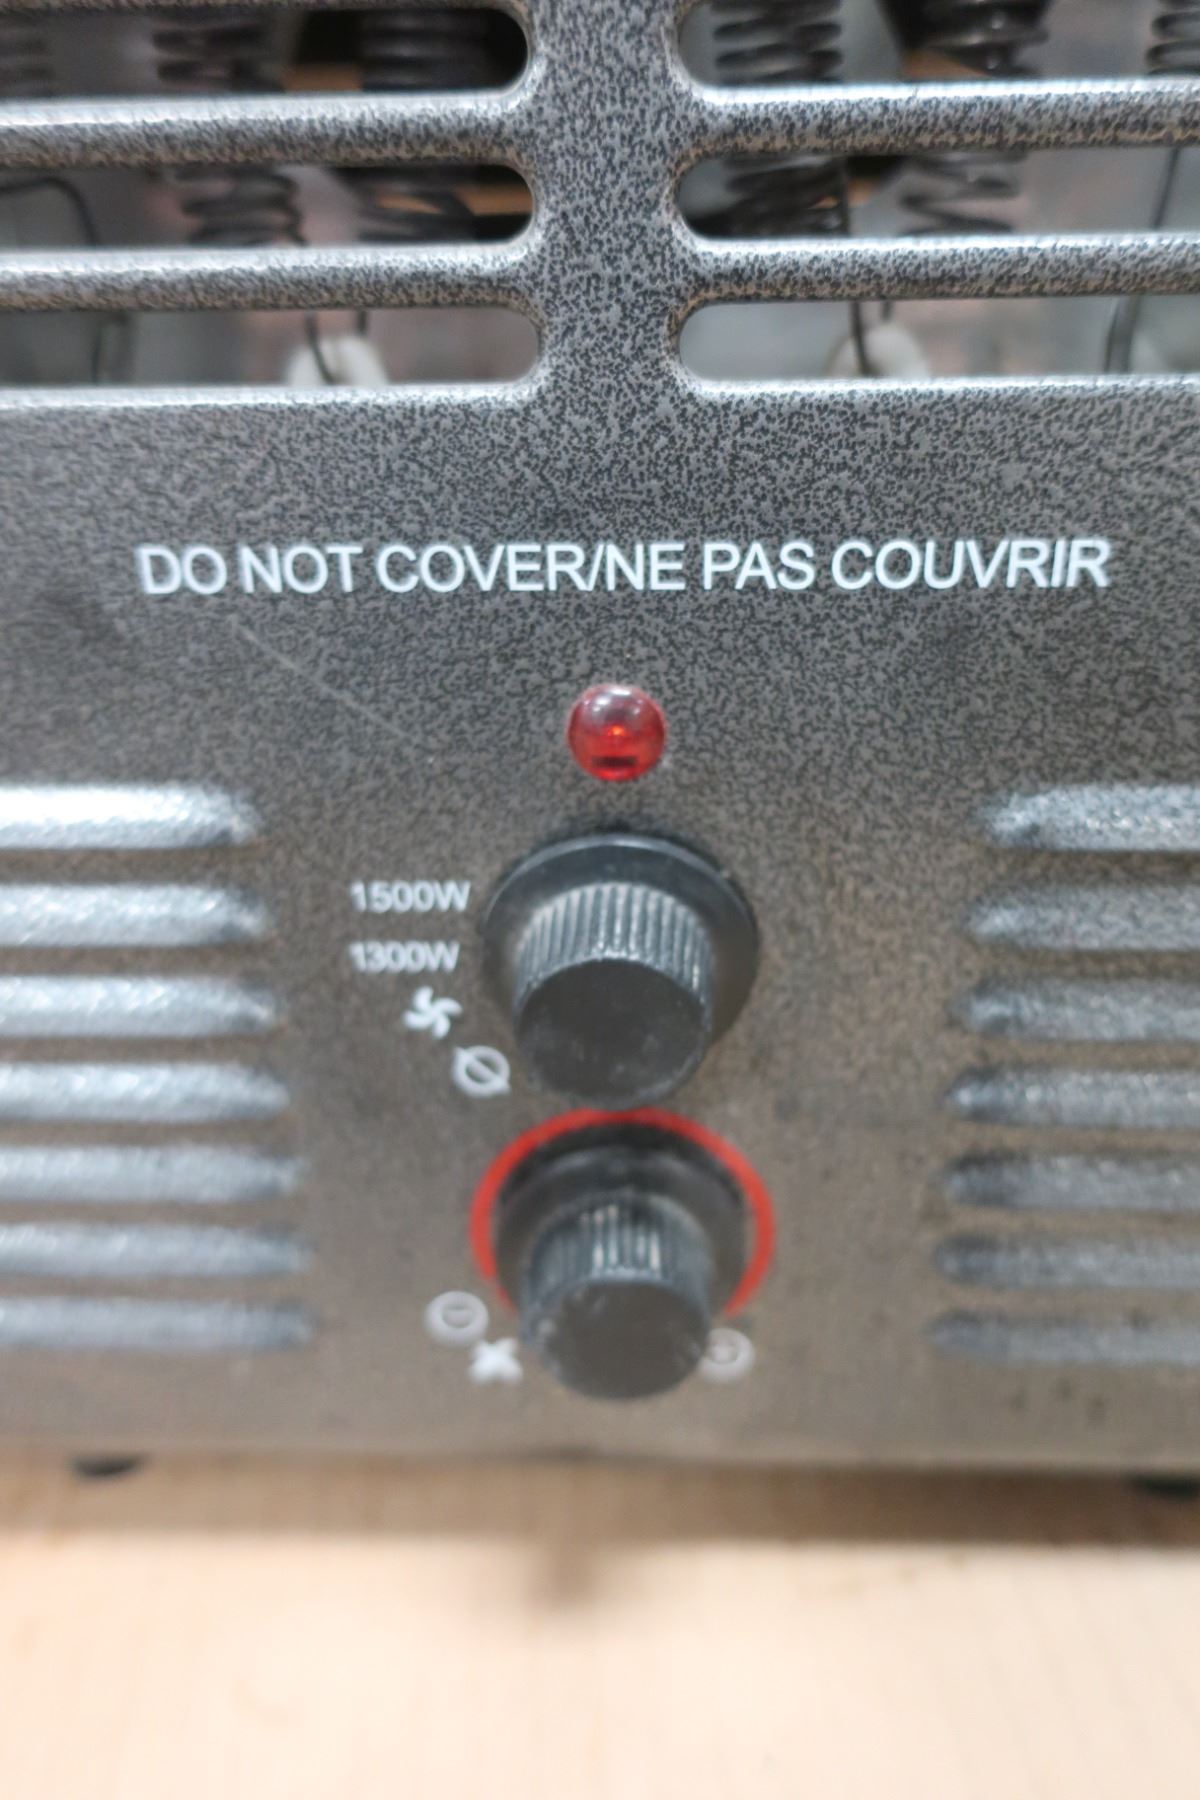 DO NOT COVER/NE PAS COUVRIR
1500W
1300W